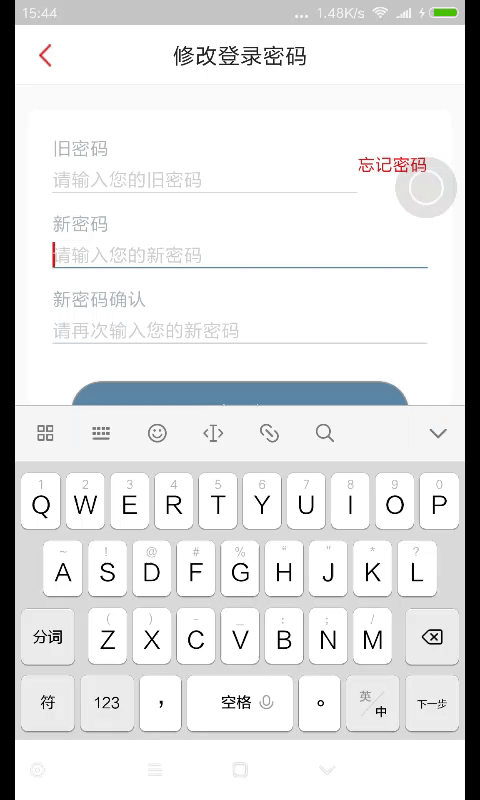 15:44 ... 1.48K/s
修改登录密码
旧密码
忘记密码
请输入您的旧密码
新密码
请输入您的新密码
新密码确认
请再次输入您的新密码
1 2 3 4 5 6 7 8 9 0
Q W E R T Y U I O P
~ ! @ # % “ ” * ?
A S D F G H J K L
( ) - _ : ; /
分词 Z X C V B N M
符 123 ， 空格 。 英/中 下一步